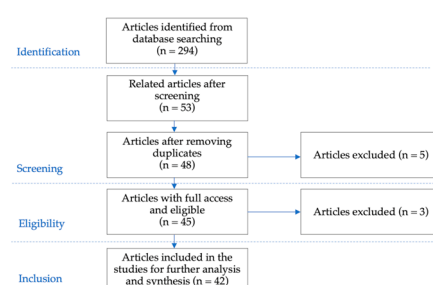 Articles identified from
database searching
(n = 294)
Identification
Related articles after
screening
(n = 53)
Articles after removing
duplicates
(n = 48)
Articles excluded (n = 5)
Screening
Articles with full access
and eligible
(n = 45)
Articles excluded (n = 3)
Eligibility
Articles included in the
studies for further analysis
and synthesis (n = 42)
Inclusion